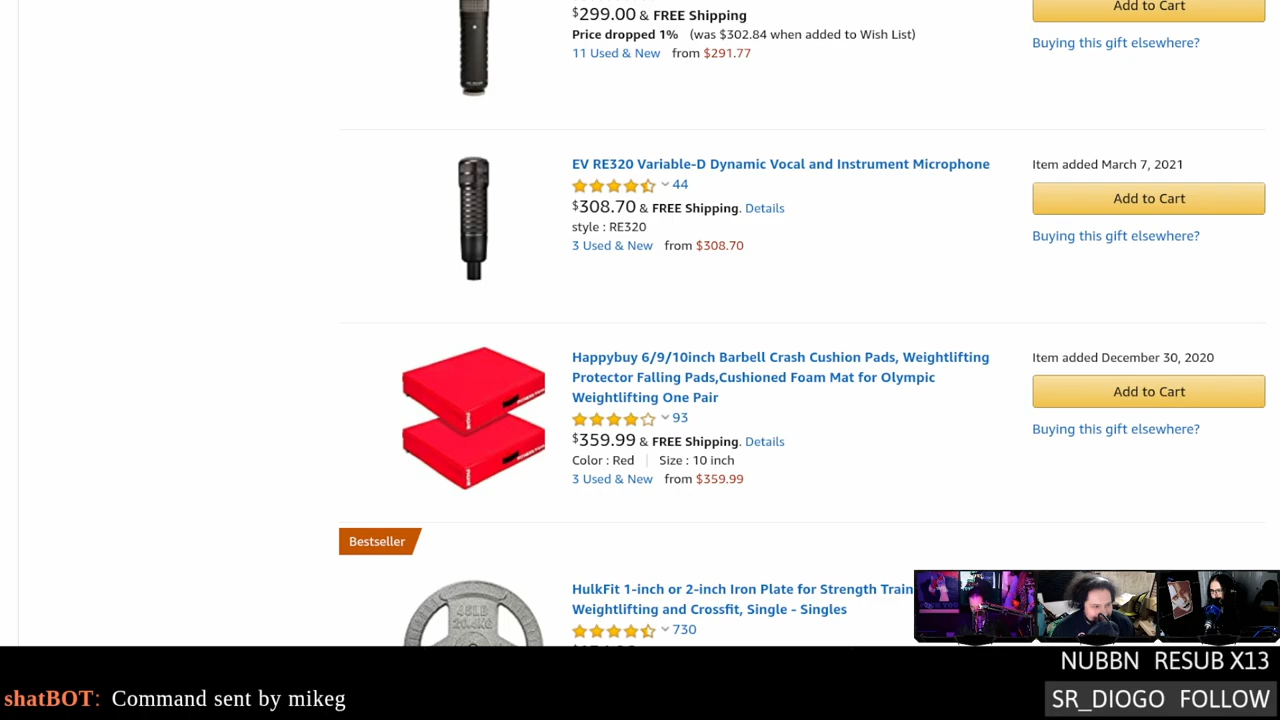 $299.00 & FREE Shipping
Add to Cart
Price dropped 1% (was $302.84 when added to Wish List)
Buying this gift elsewhere?
11 Used & New from $291.77
EV RE320 Variable-D Dynamic Vocal and Instrument Microphone
Item added March 7, 2021
44
Add to Cart
$308.70 & FREE Shipping. Details
style : RE320
Buying this gift elsewhere?
3 Used & New from $308.70
Happybuy 6/9/10inch Barbell Crash Cushion Pads, Weightlifting
Protector Falling Pads,Cushioned Foam Mat for Olympic
Weightlifting One Pair
Item added December 30, 2020
Add to Cart
93
Buying this gift elsewhere?
$359.99 & FREE Shipping. Details
Color : Red | Size : 10 inch
3 Used & New from $359.99
Bestseller
HulkFit 1-inch or 2-inch Iron Plate for Strength Train
Weightlifting and Crossfit, Single - Singles
730
45LB
NUBBN RESUB X13
shatBOT: Command sent by mikeg
SR_DIOGO FOLLOW